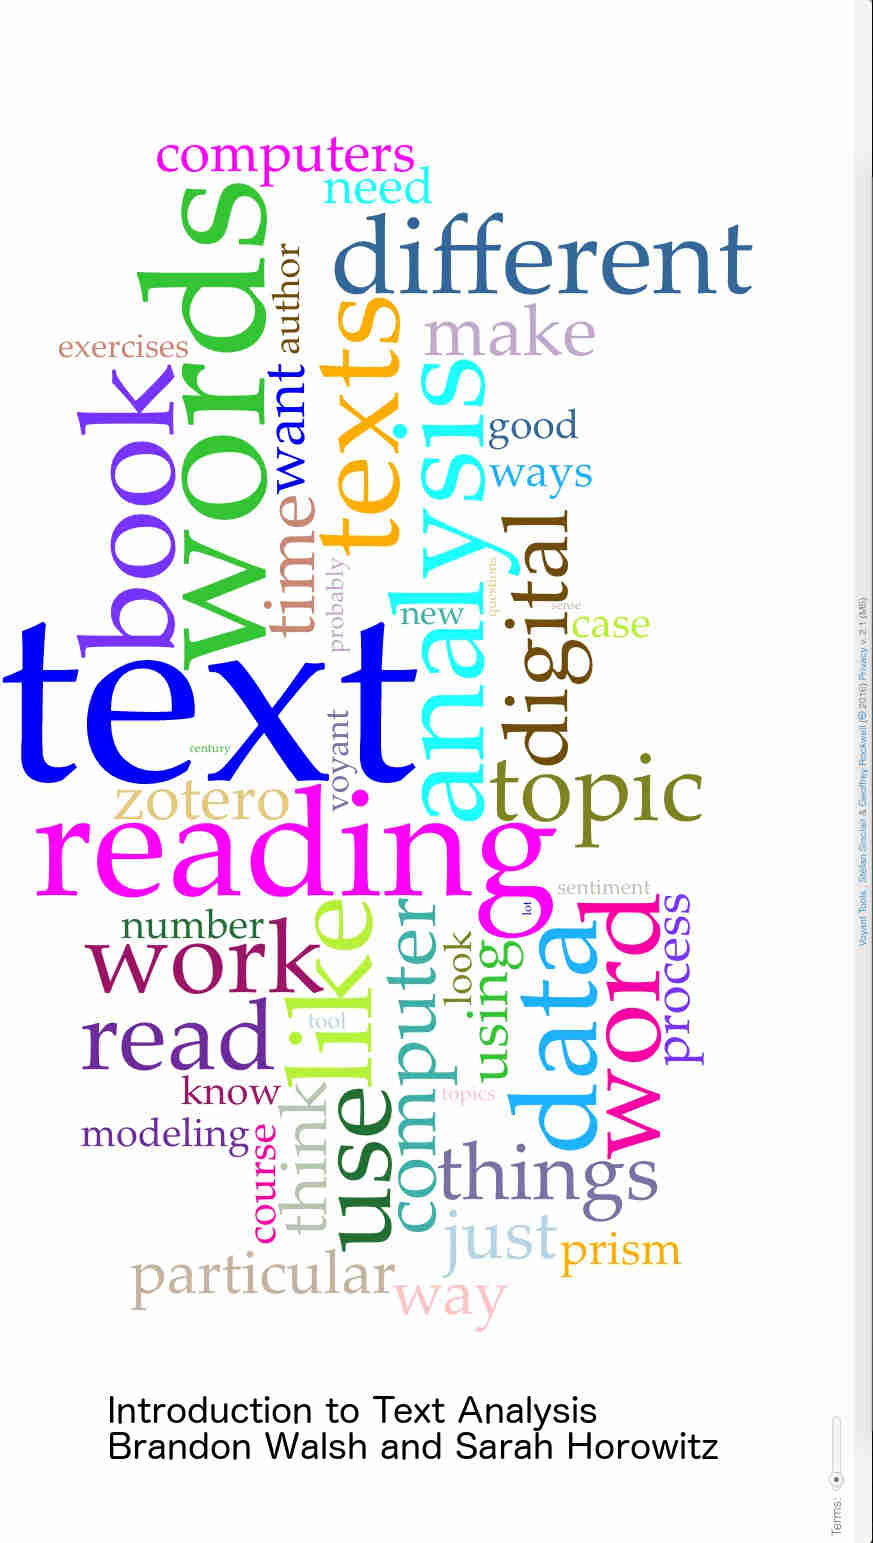 computers
need
words
different
author
texts
make
exercises
analysis
want
book
good
ways
time
digital
probably
questions
new
sense
case
text
century
voyant
topic
zotero
reading
sentiment
like
lot
data
word
process
number
work
computer
look
using
read
tool
know
think
use
topics
modeling
course
things
just
prism
particular
way
Introduction to Text Analysis
Brandon Walsh and Sarah Horowitz
Terms:
Voyant Tools , Stéfan Sinclair & Geoffrey Rockwell (© 2016) Privacy v. 2.1 (M5)